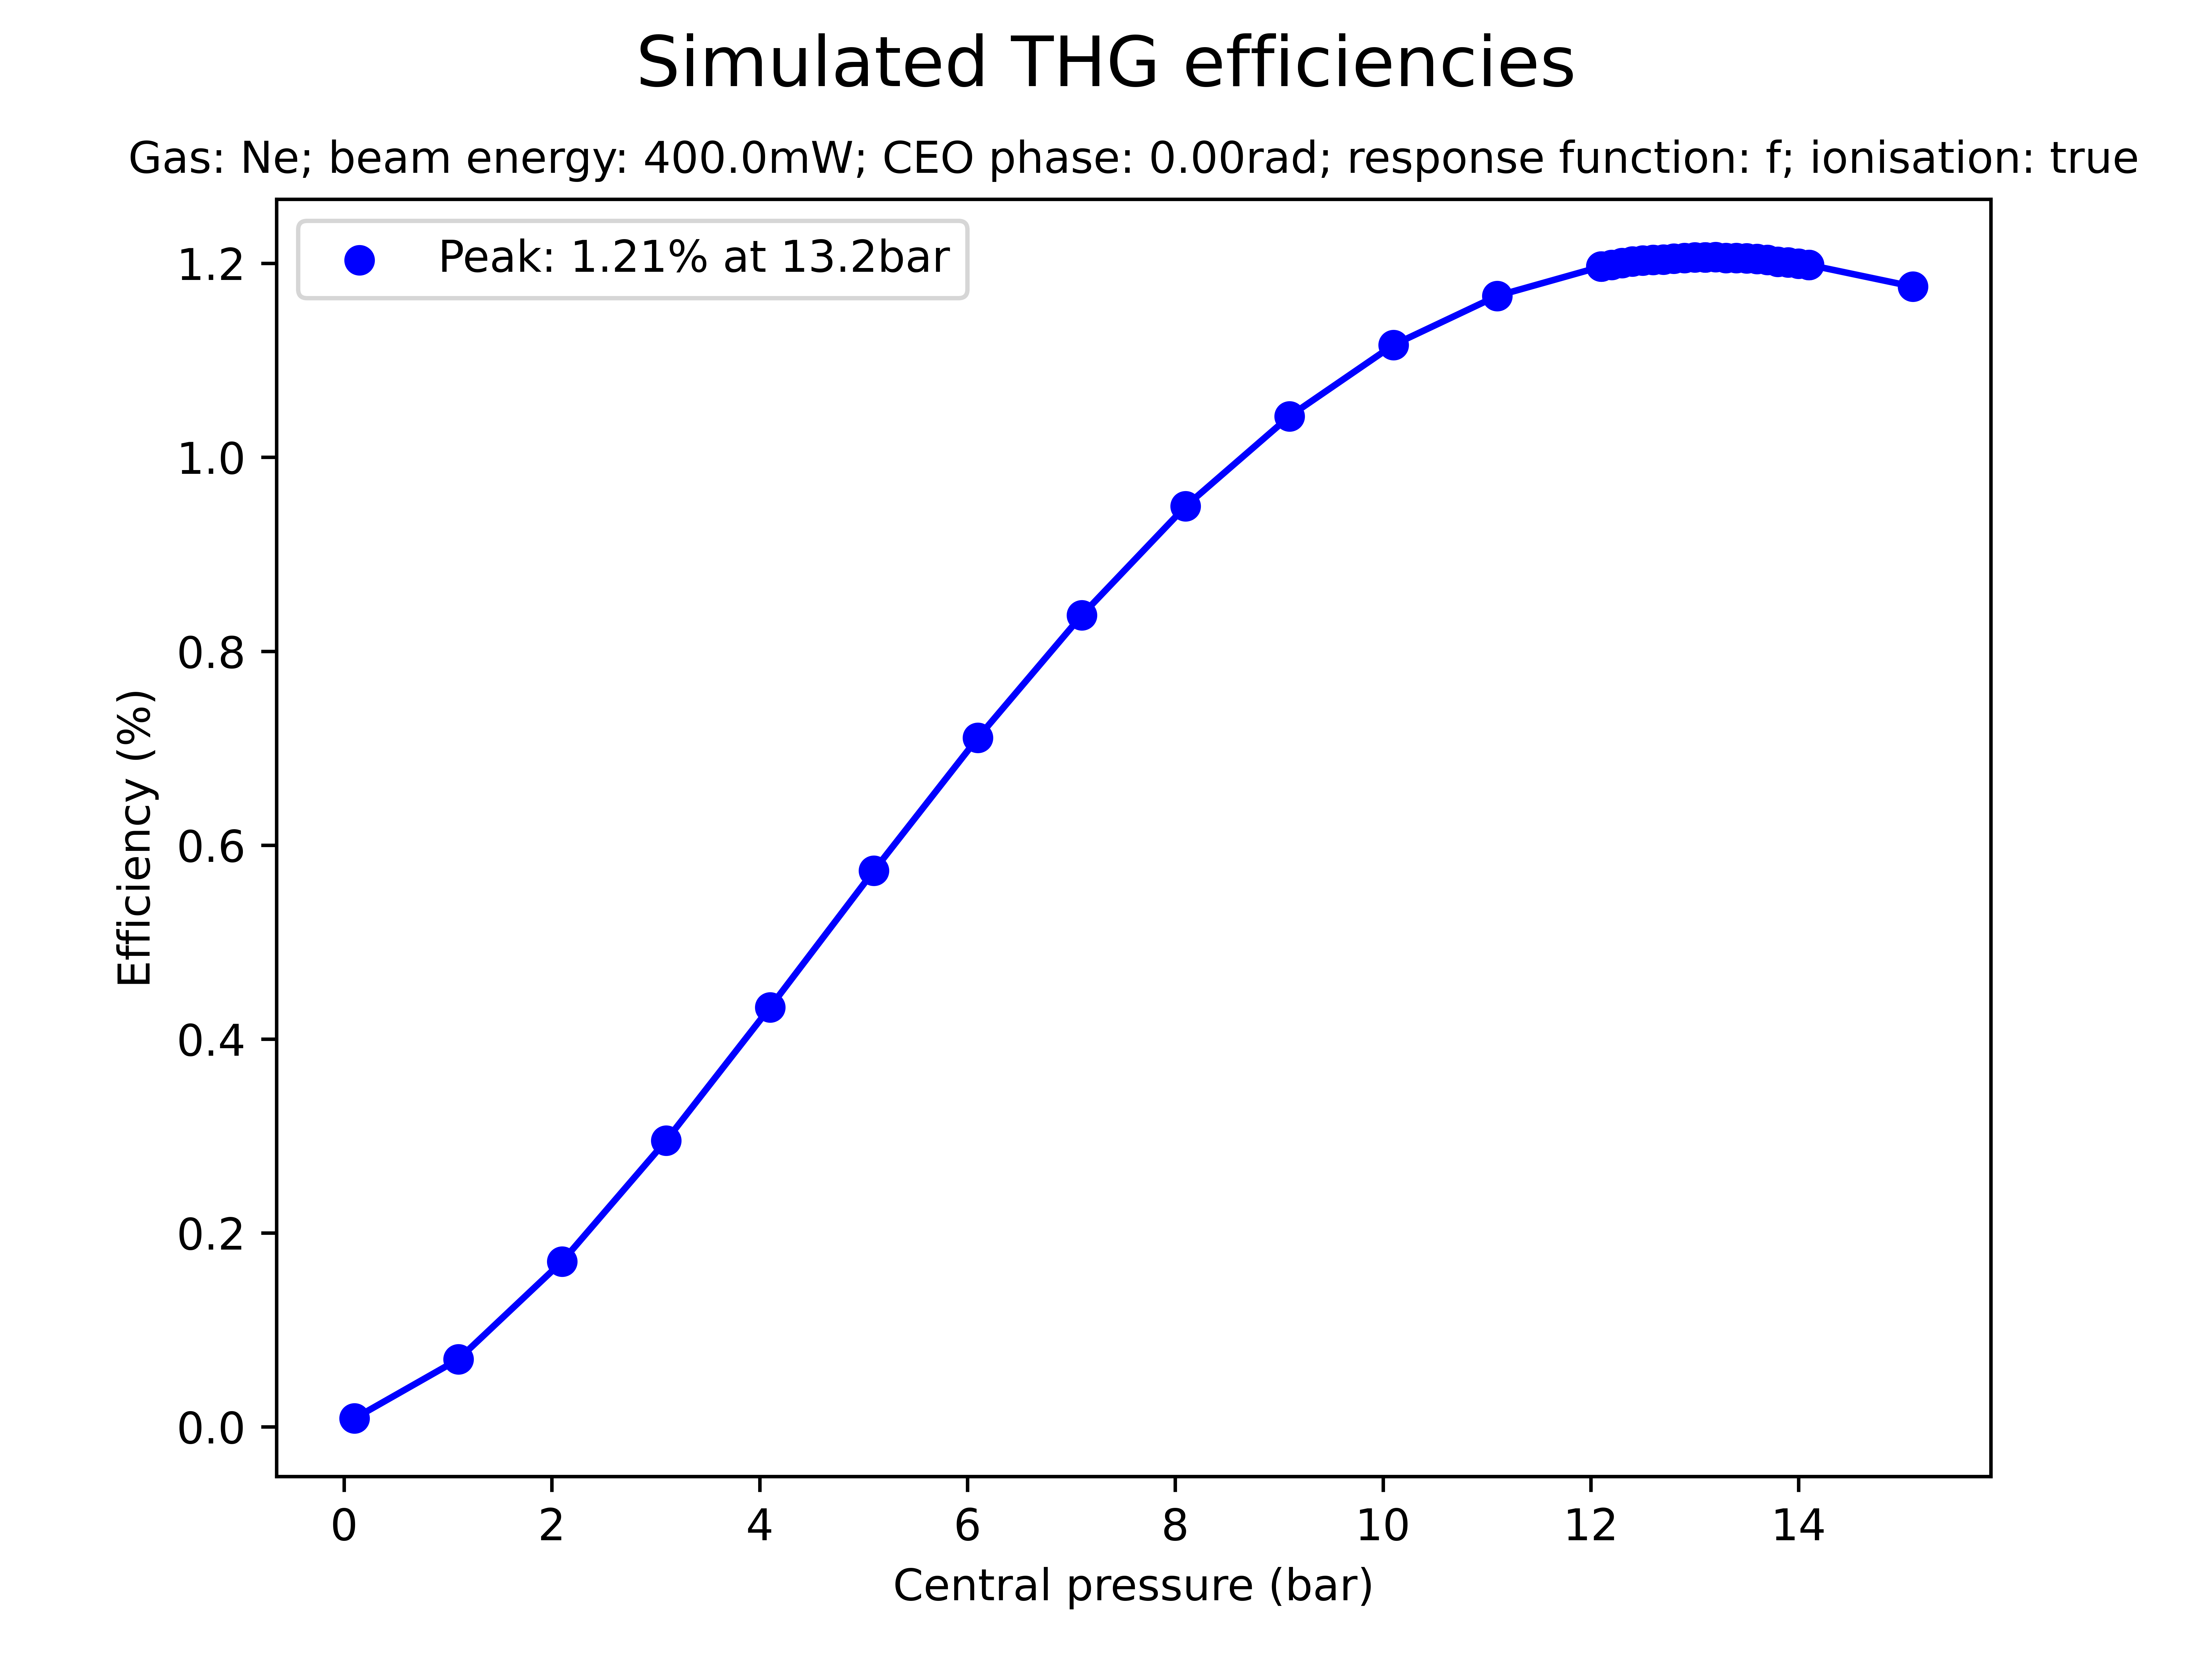 Simulated THG efficiencies
Gas: Ne; beam energy: 400.0mW; CEO phase: 0.00rad; response function: f; ionisation: true
Peak: 1.21% at 13.2bar
1.2
1.0
0.8
0.6
0.4
0.2
0.0
Efficiency (%)
0 2 4 6 8 10 12 14
Central pressure (bar)